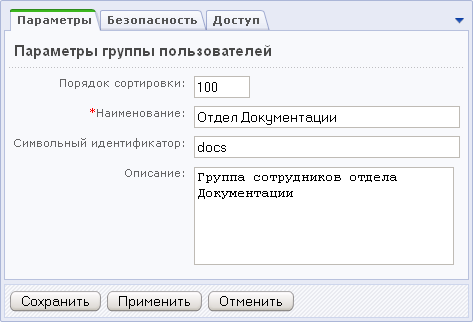 Параметры Безопасность Доступ
Параметры группы пользователей
Порядок сортировки: 100
*Наименование: Отдел Документации
Символьный идентификатор: docs
Описание: Группа сотрудников отдела
Документации
Сохранить Применить Отменить